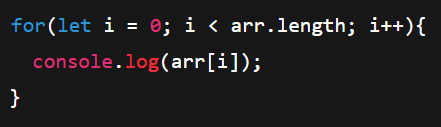 for(let i = 0; i < arr.length; i++){
  console.log(arr[i]);
}